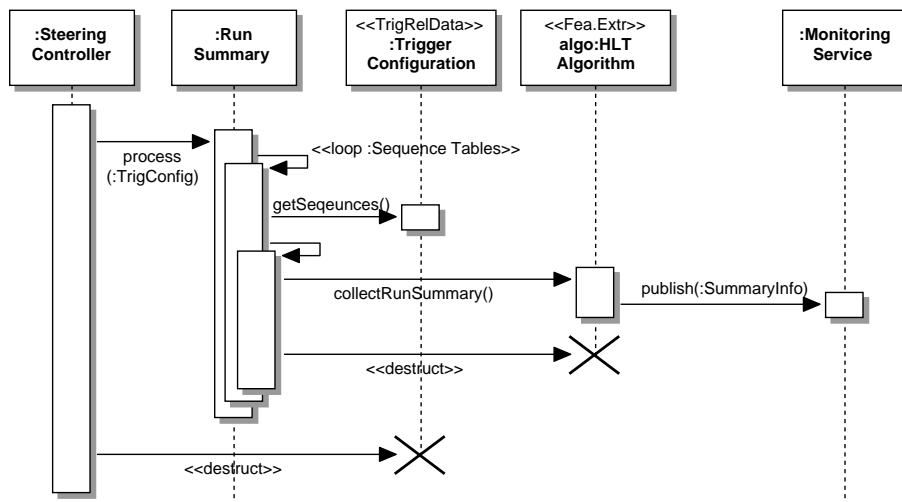 :Steering
Controller
:Run
Summary
<<TrigRelData>>
:Trigger
Configuration
<<Fea.Extr>>
algo:HLT
Algorithm
:Monitoring
Service
process
(:TrigConfig)
<<loop :Sequence Tables>>
getSeqeunces()
collectRunSummary()
publish(:SummaryInfo)
<<destruct>>
<<destruct>>